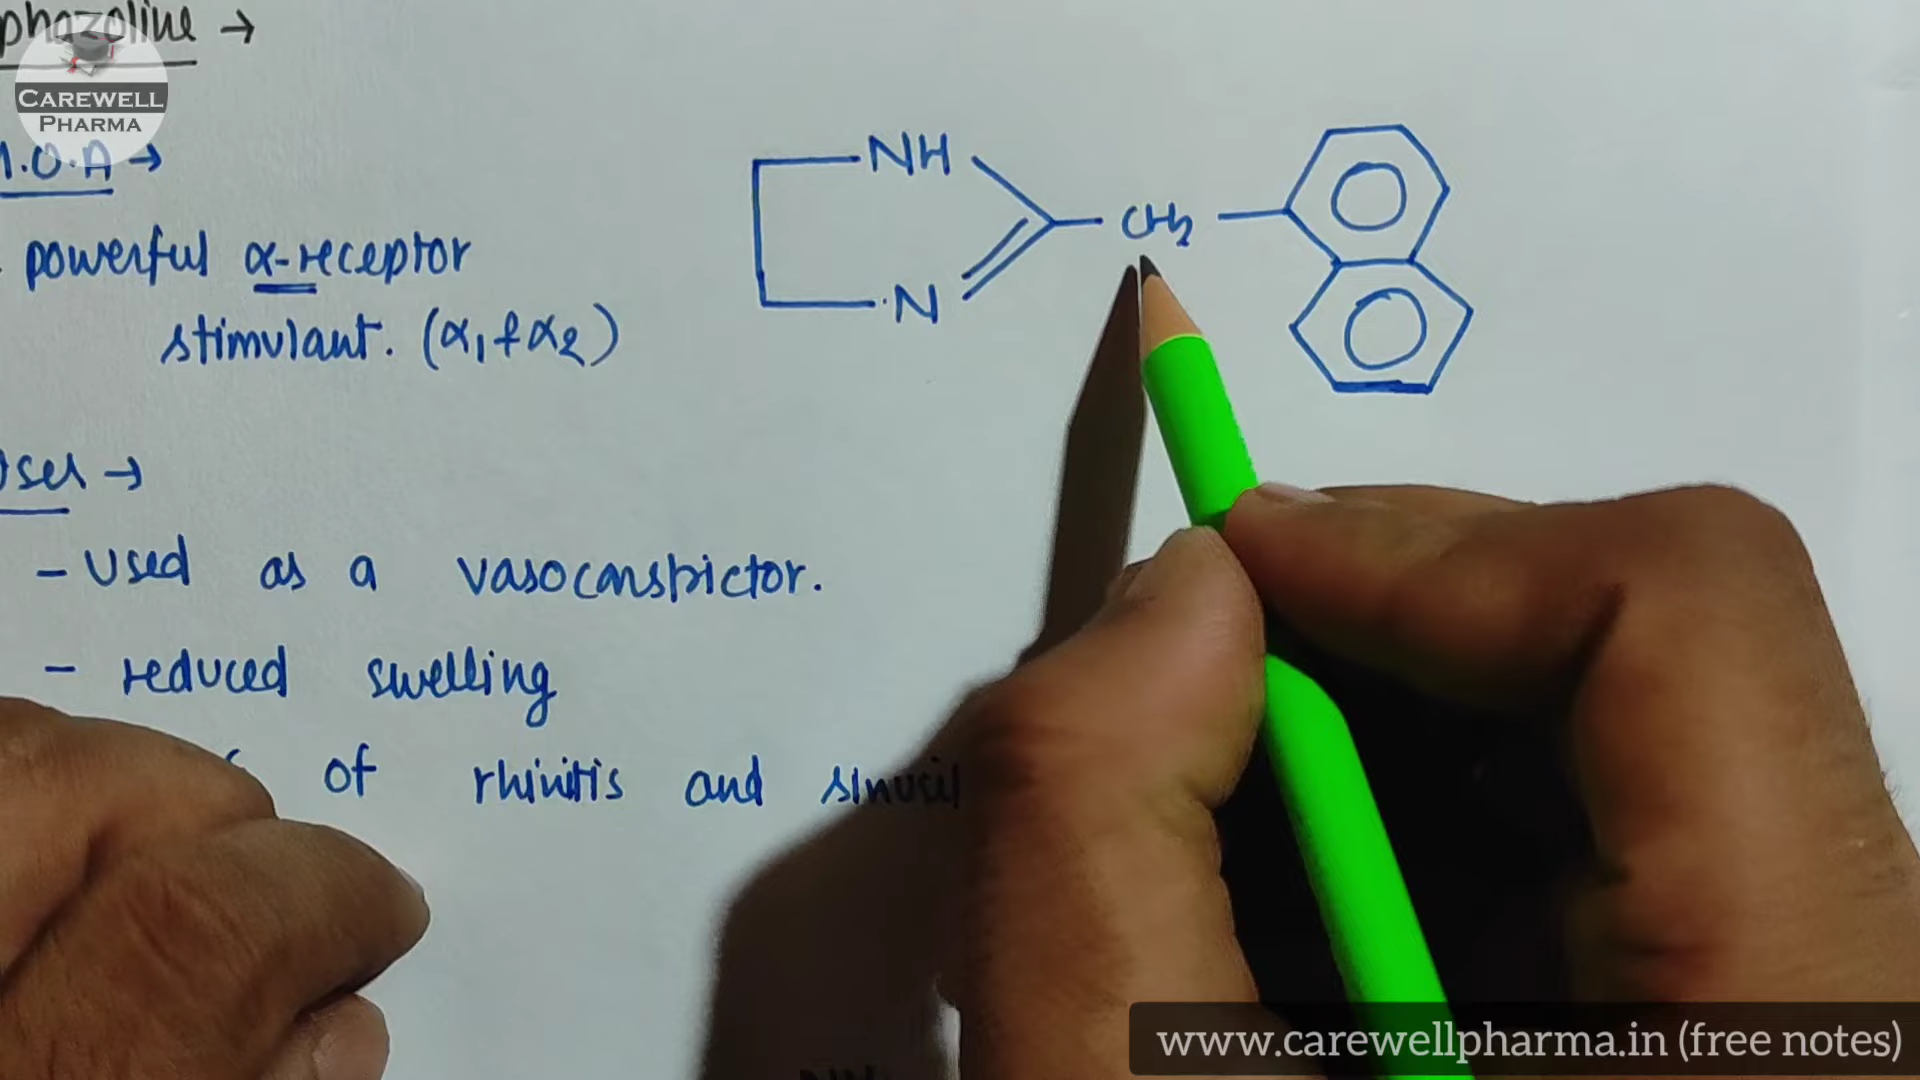 phazoline →
CAREWELL
PHARMA
M.O.A →
powerful α-receptor
stimulant. (α₁ & α₂)
NH
CH₂
N
Uses →
- Used as a vasoconstrictor.
- reduced swelling
of rhinitis and
www.carewellpharma.in (free notes)